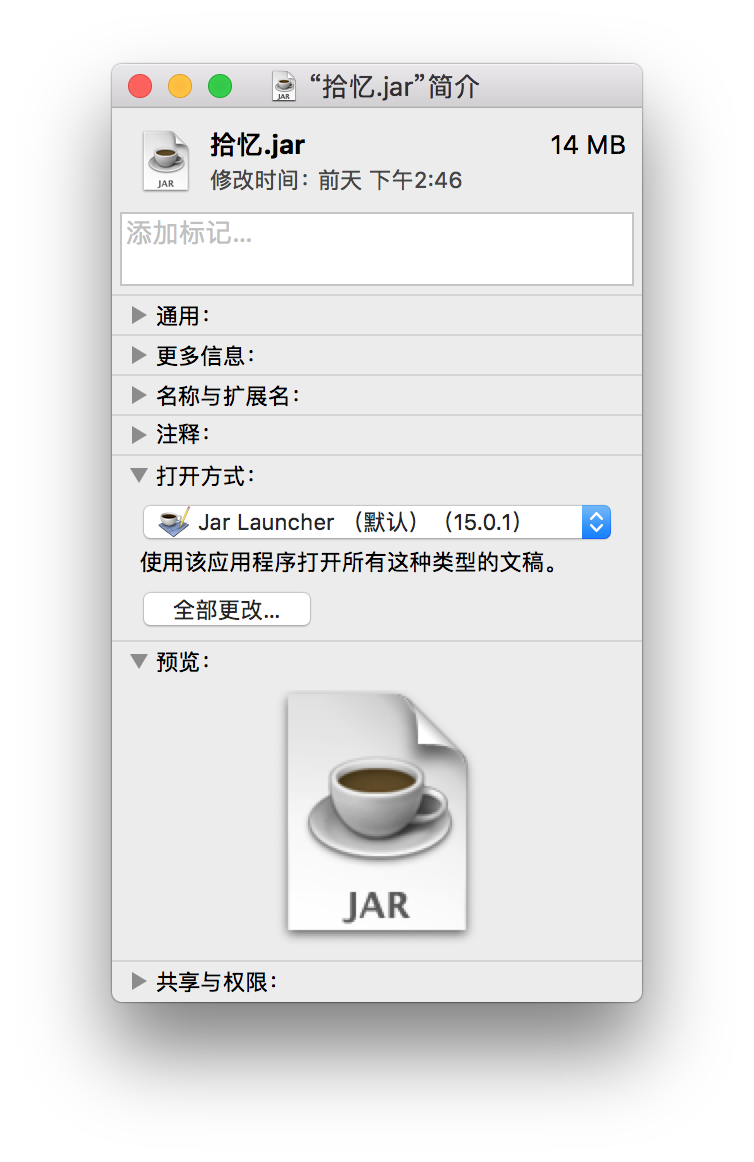 “拾忆.jar”简介
JAR
拾忆.jar 14 MB
修改时间：前天 下午2:46
JAR
添加标记...
通用：
更多信息：
名称与扩展名：
注释：
打开方式：
Jar Launcher （默认）（15.0.1）
使用该应用程序打开所有这种类型的文稿。
全部更改...
预览：
JAR
共享与权限：